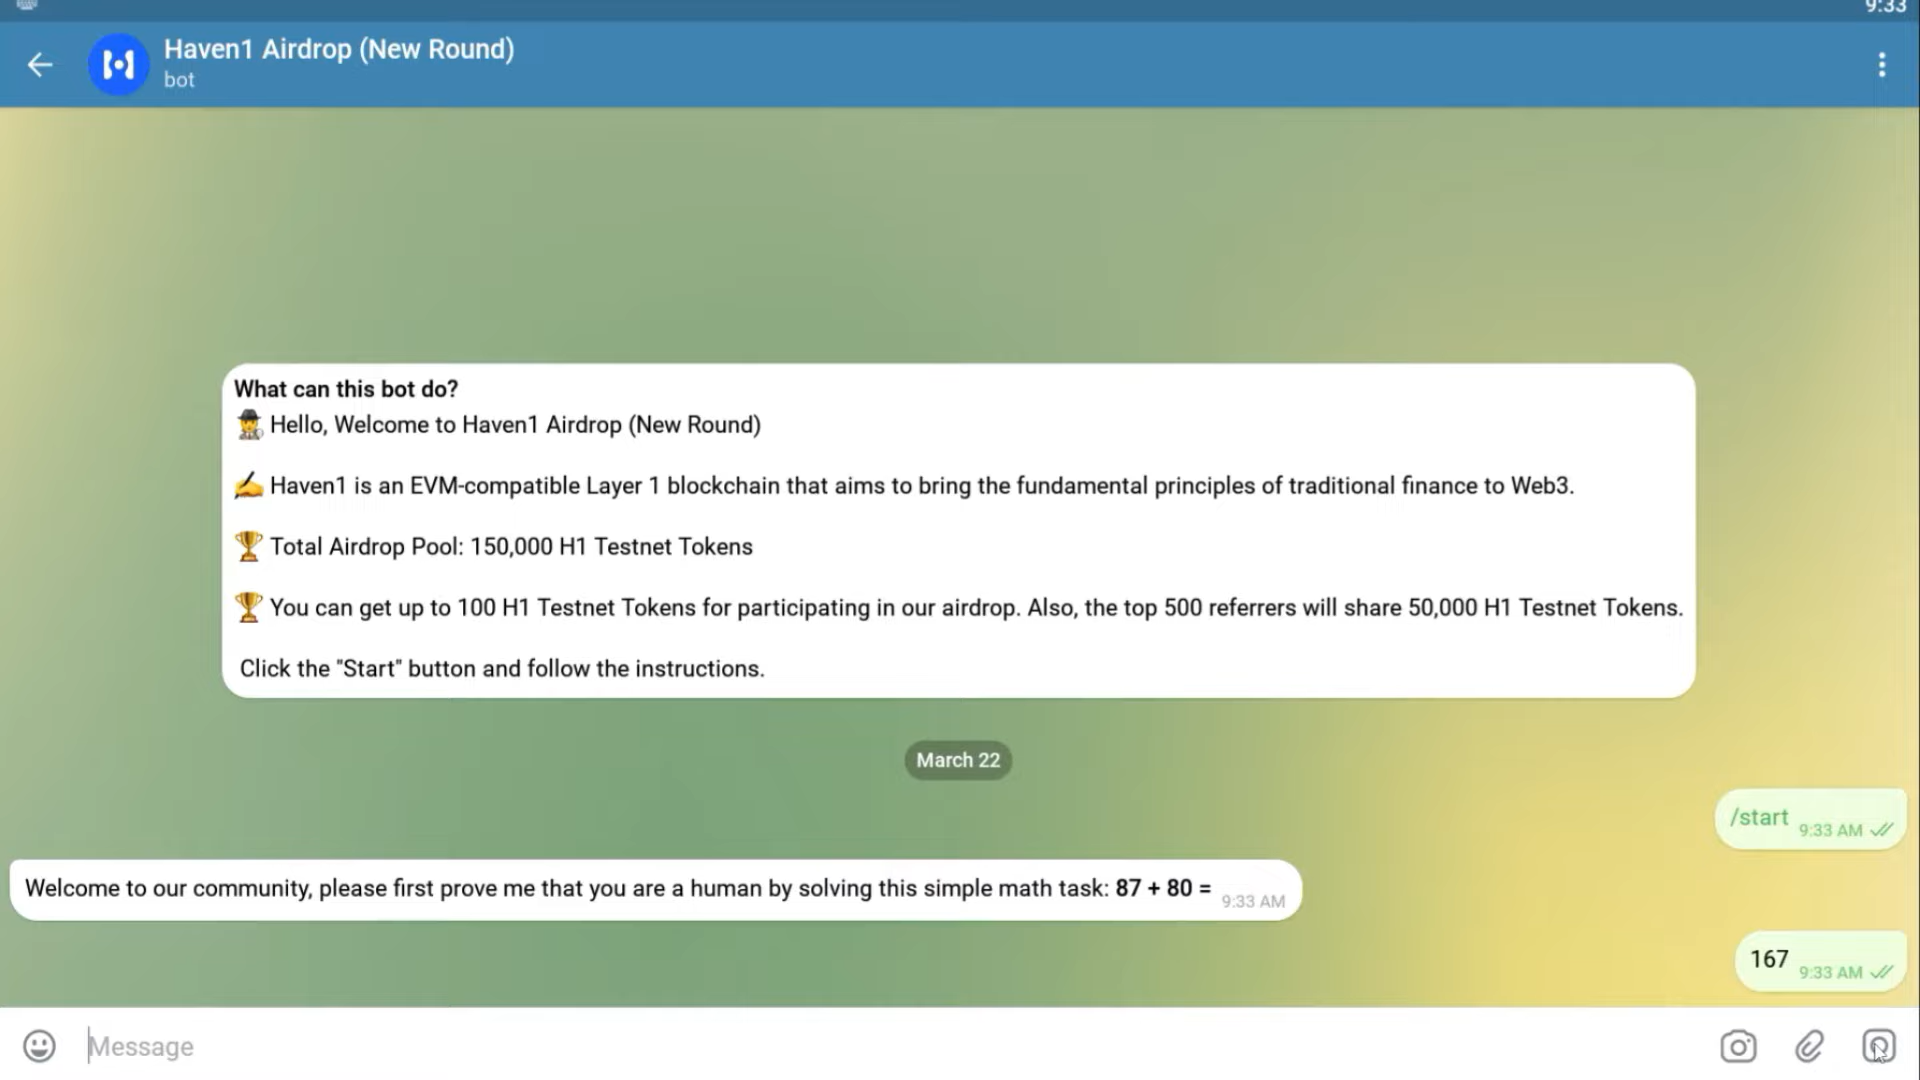 9:33
Haven1 Airdrop (New Round)
bot
What can this bot do?
Hello, Welcome to Haven1 Airdrop (New Round)
Haven1 is an EVM-compatible Layer 1 blockchain that aims to bring the fundamental principles of traditional finance to Web3.
Total Airdrop Pool: 150,000 H1 Testnet Tokens
You can get up to 100 H1 Testnet Tokens for participating in our airdrop. Also, the top 500 referrers will share 50,000 H1 Testnet Tokens.
Click the "Start" button and follow the instructions.
March 22
/start 9:33 AM
Welcome to our community, please first prove me that you are a human by solving this simple math task: 87 + 80 = 9:33 AM
167 9:33 AM
Message